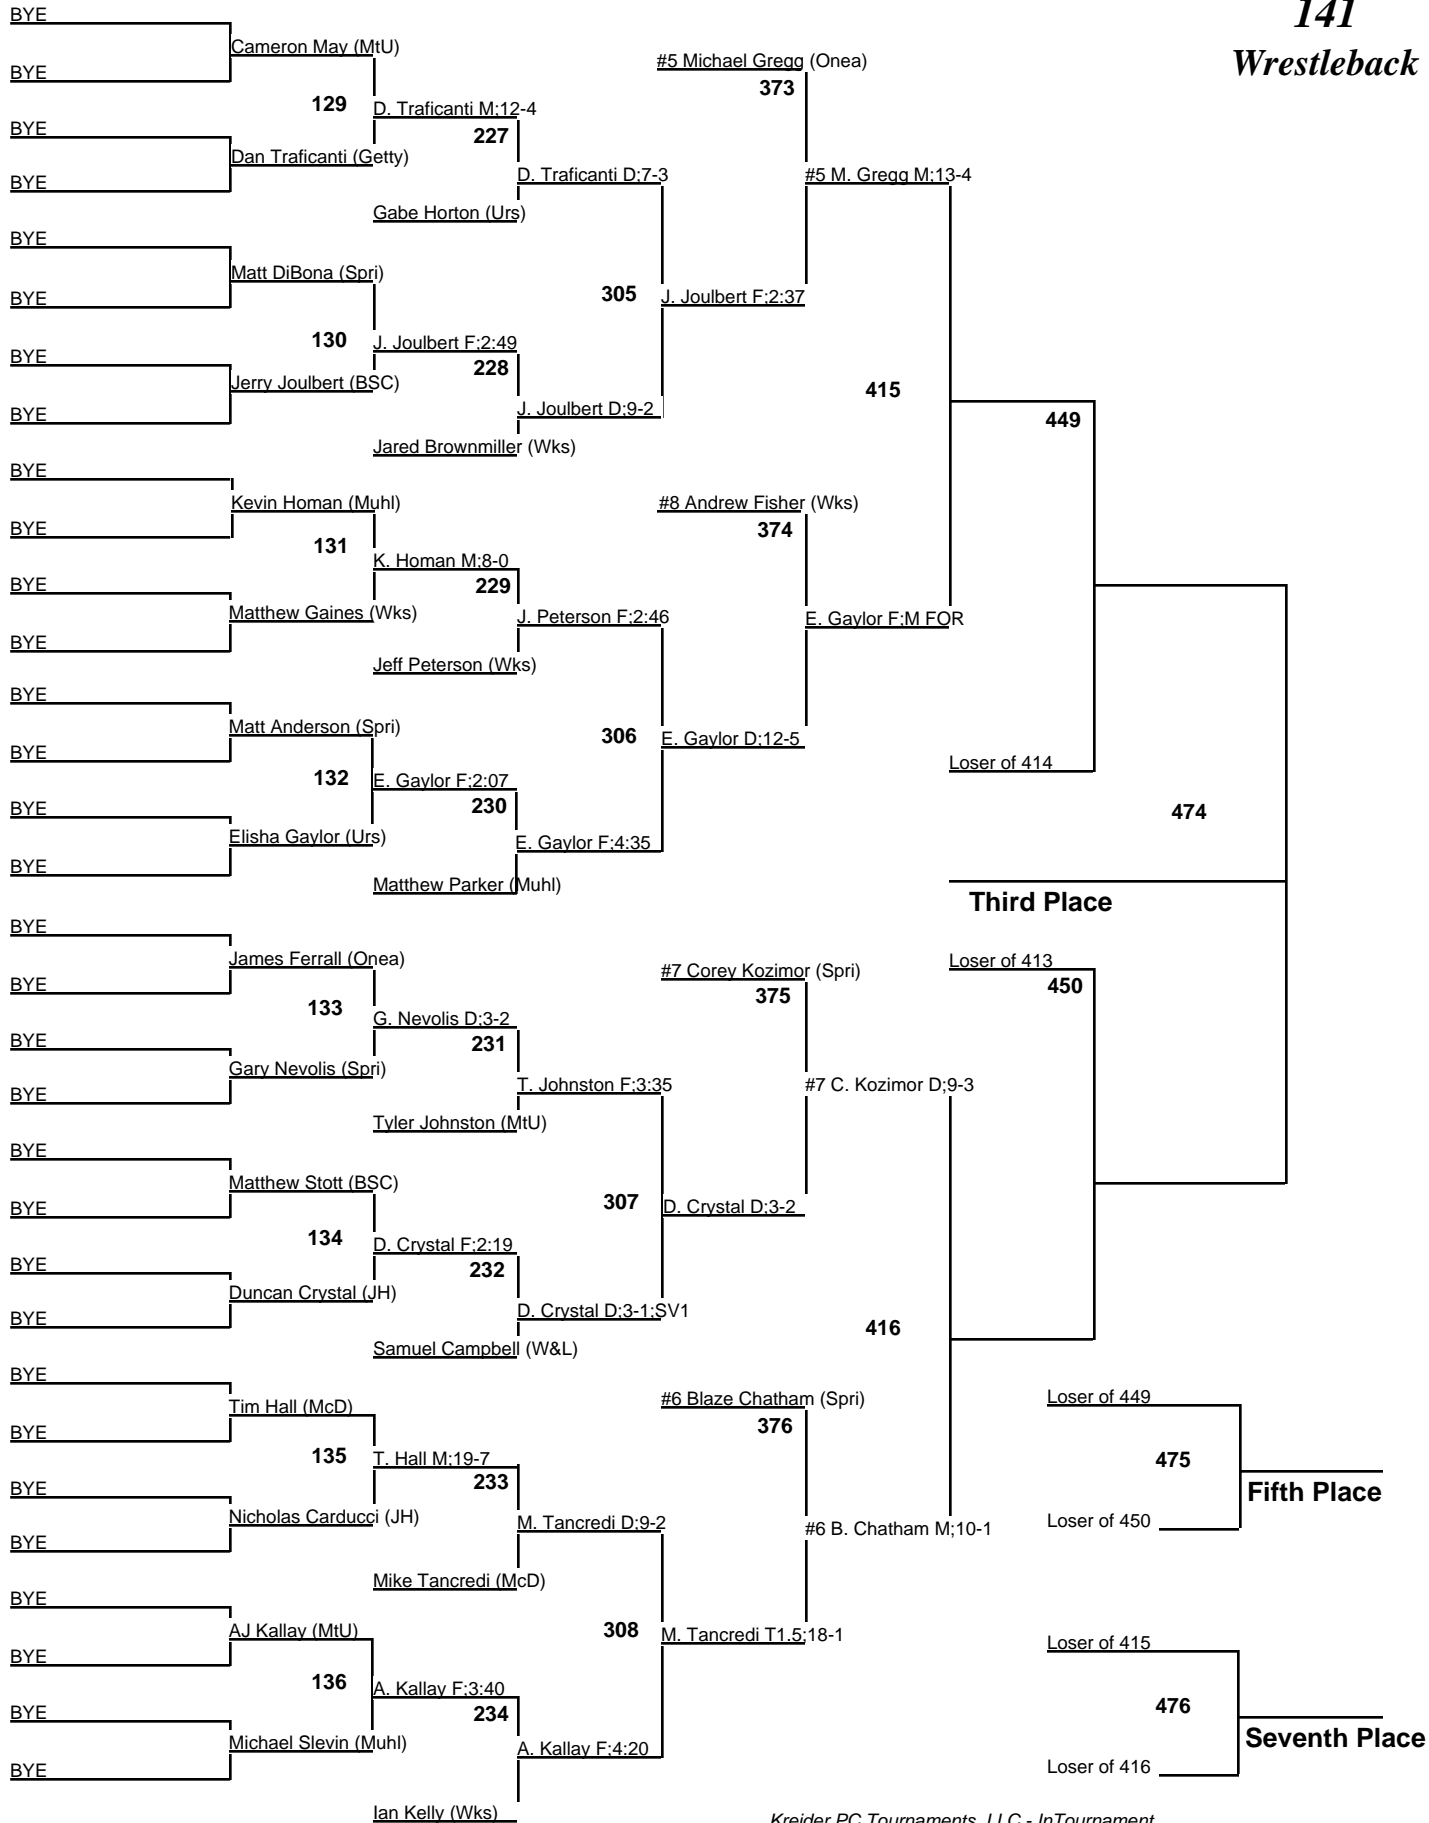 141
Wrestleback
BYE
Cameron May (MtU)
#5 Michael Gregg (Onea)
BYE
373
129
D. Traficanti M;12-4
BYE
227
Dan Traficanti (Getty)
BYE
D. Traficanti D;7-3
#5 M. Gregg M;13-4
Gabe Horton (Urs)
BYE
Matt DiBona (Spri)
BYE
305
J. Joulbert F;2:37
130
J. Joulbert F;2:49
BYE
228
Jerry Joulbert (BSC)
415
BYE
J. Joulbert D;9-2
449
Jared Brownmiller (Wks)
BYE
Kevin Homan (Muhl)
#8 Andrew Fisher (Wks)
BYE
374
131
K. Homan M;8-0
BYE
229
Matthew Gaines (Wks)
J. Peterson F;2:46
E. Gaylor F;M FOR
BYE
Jeff Peterson (Wks)
BYE
Matt Anderson (Spri)
306
E. Gaylor D;12-5
BYE
Loser of 414
132
E. Gaylor F;2:07
BYE
230
474
Elisha Gaylor (Urs)
E. Gaylor F;4:35
BYE
Matthew Parker (Muhl)
Third Place
BYE
James Ferrall (Onea)
#7 Corey Kozimor (Spri)
Loser of 413
BYE
375
450
133
G. Nevolis D;3-2
BYE
231
Gary Nevolis (Spri)
BYE
T. Johnston F;3:35
#7 C. Kozimor D;9-3
Tyler Johnston (MtU)
BYE
Matthew Stott (BSC)
BYE
307
D. Crystal D;3-2
134
D. Crystal F;2:19
BYE
232
Duncan Crystal (JH)
BYE
D. Crystal D;3-1;SV1
416
Samuel Campbell (W&L)
BYE
Tim Hall (McD)
#6 Blaze Chatham (Spri)
Loser of 449
BYE
376
135
T. Hall M;19-7
475
BYE
233
Fifth Place
Nicholas Carducci (JH)
M. Tancredi D;9-2
#6 B. Chatham M;10-1
Loser of 450
BYE
Mike Tancredi (McD)
BYE
AJ Kallay (MtU)
308
M. Tancredi T1.5;18-1
Loser of 415
BYE
136
A. Kallay F;3:40
476
BYE
234
Michael Slevin (Muhl)
A. Kallay F;4:20
Seventh Place
BYE
Loser of 416
Ian Kelly (Wks)
Kreider PC Tournaments, LLC - InTournament